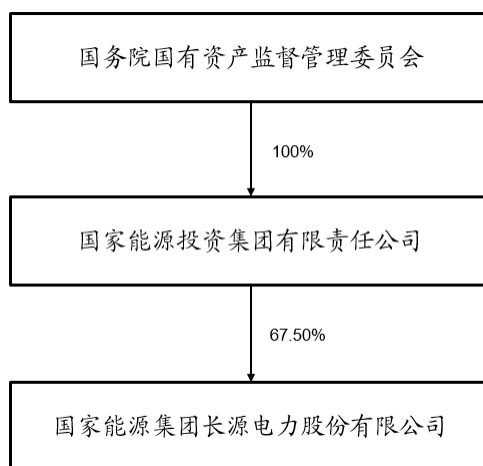 国务院国有资产监督管理委员会
100%
国家能源投资集团有限责任公司
67.50%
国家能源集团长源电力股份有限公司